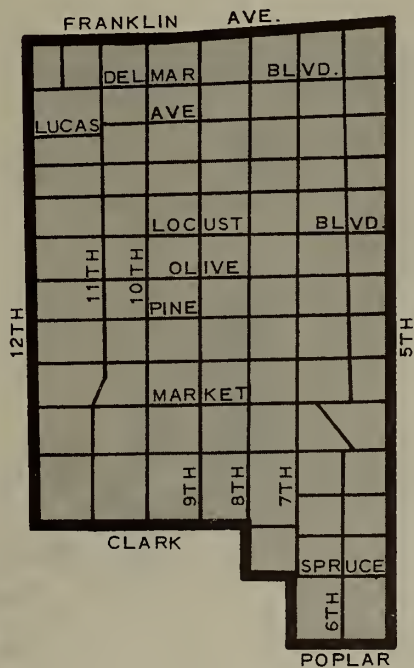 FRANKLIN AVE.
DEL MAR BLVD.
LUCAS AVE
LOCUST BLVD.
11TH
10TH
OLIVE
PINE
12TH
5TH
MARKET
9TH
8TH
7TH
CLARK
SPRUCE
6TH
POPLAR